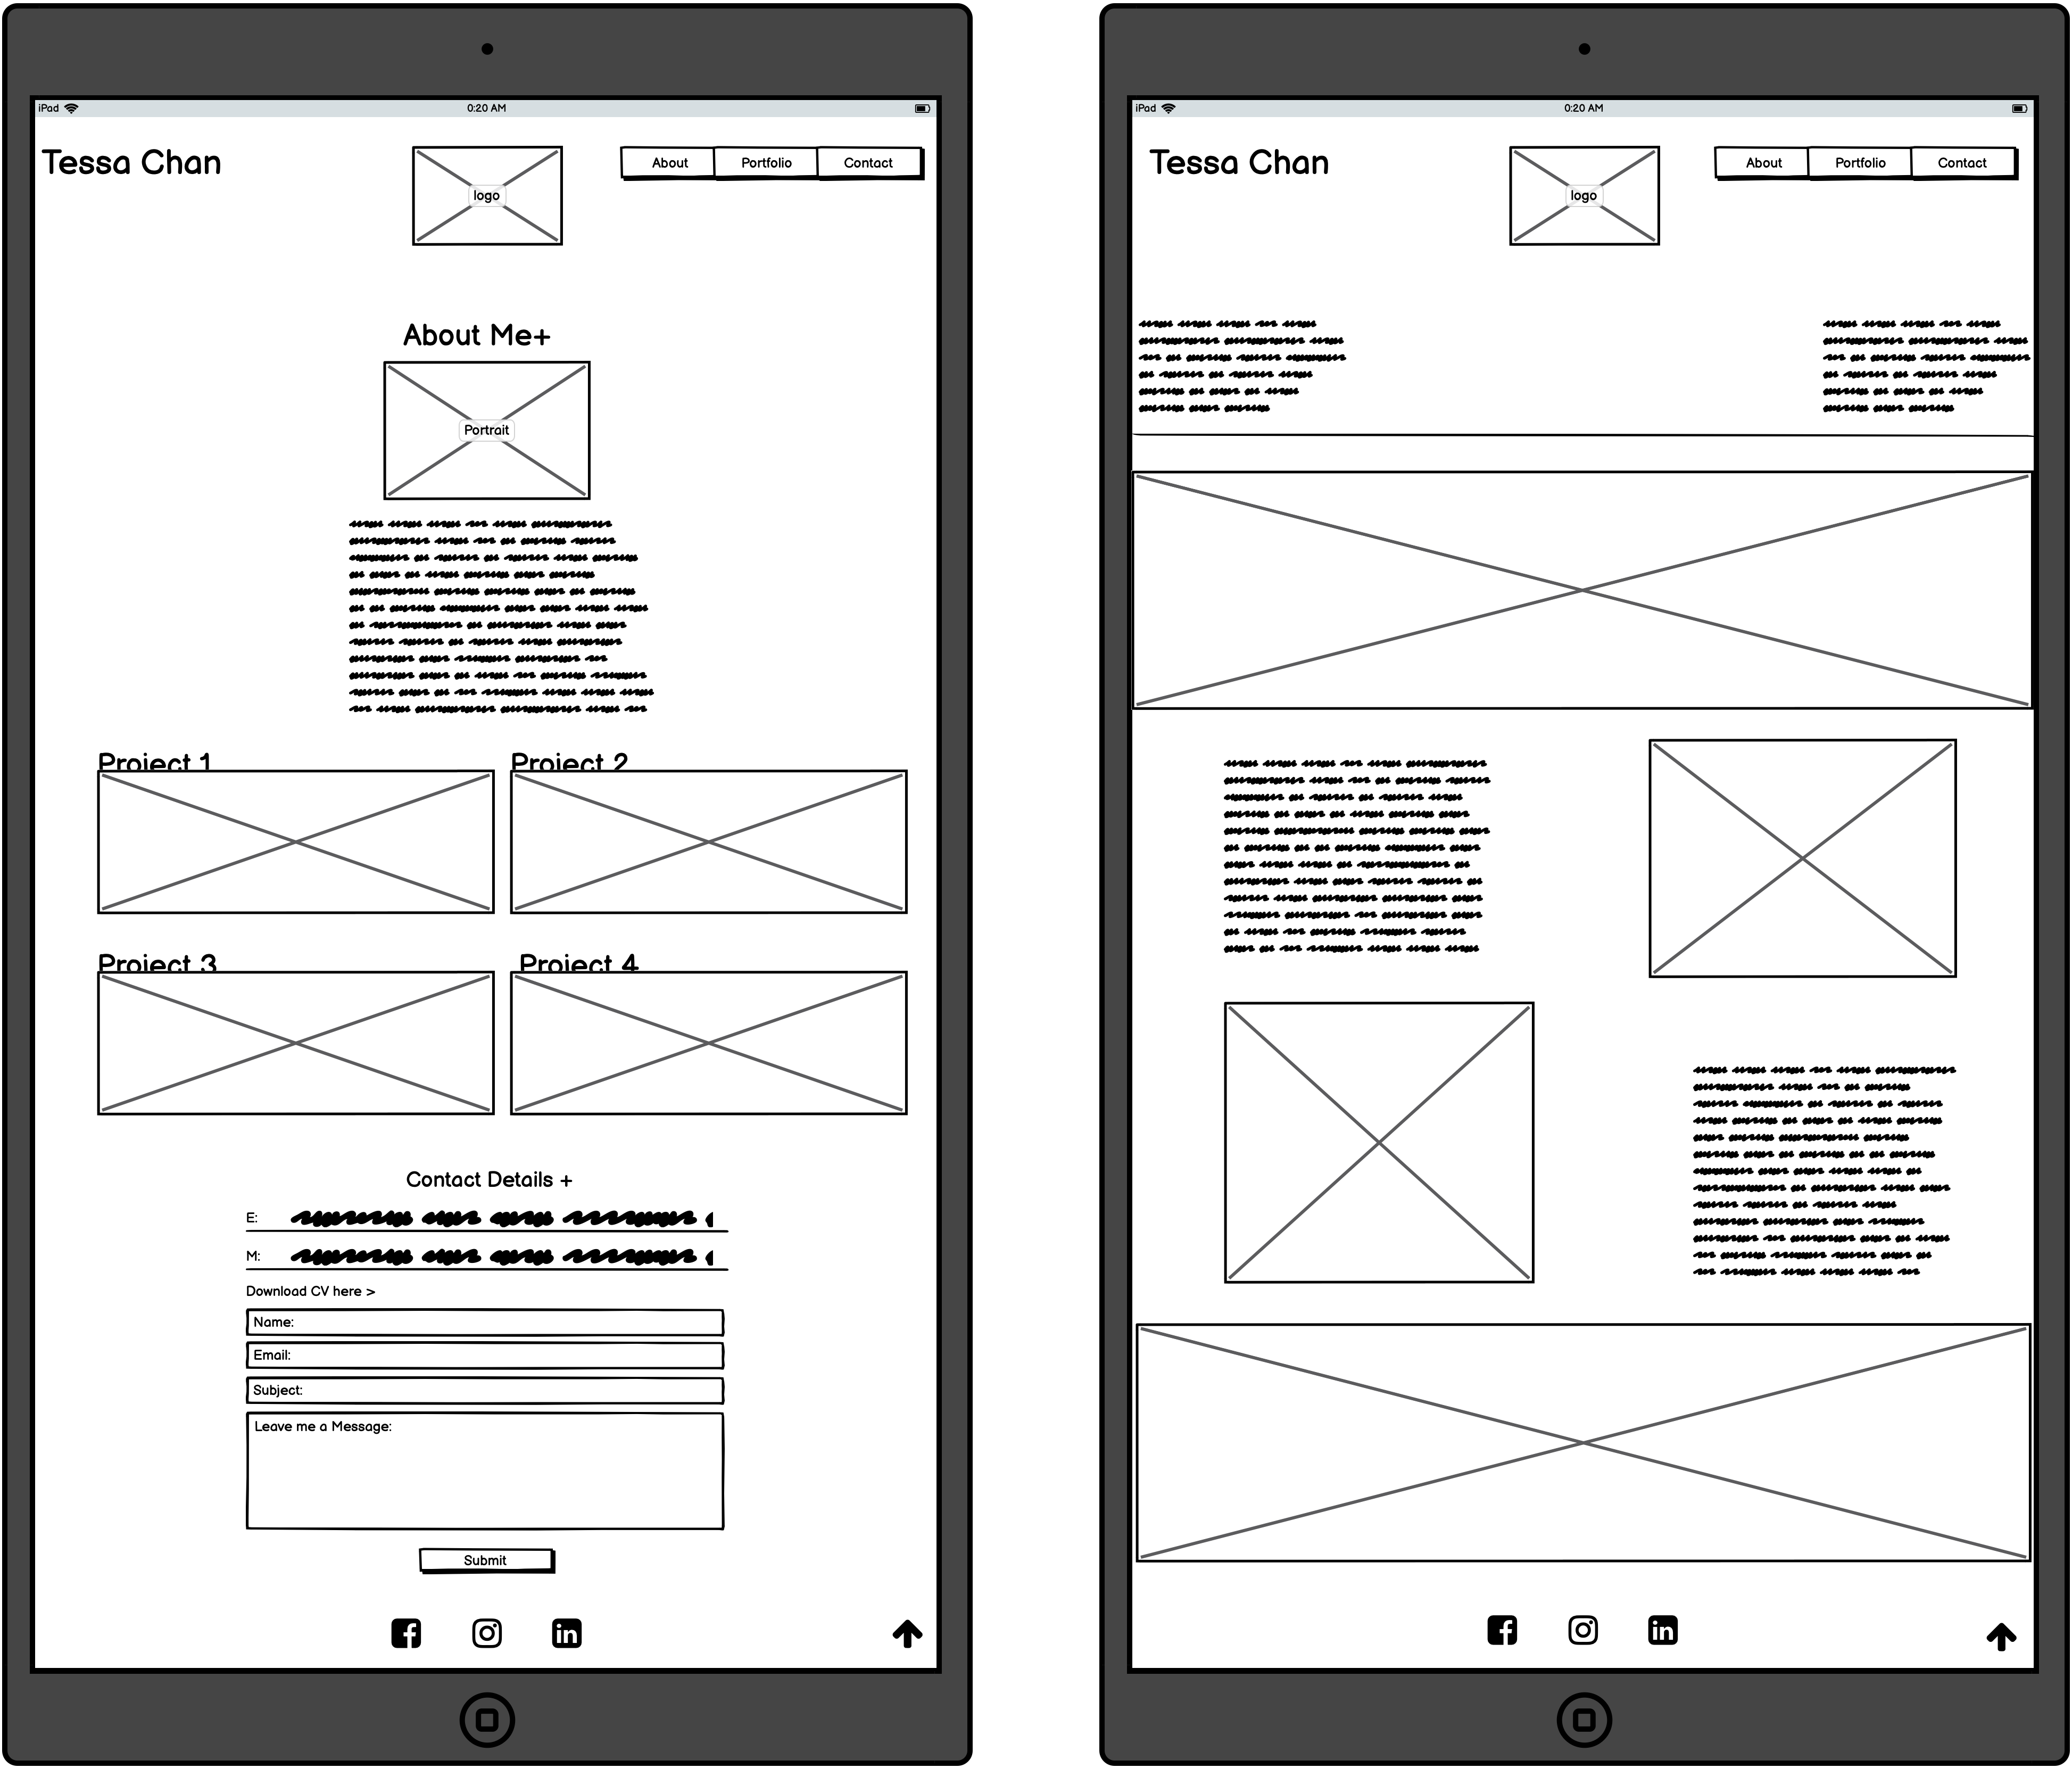 iPad 0:20 AM
Tessa Chan
logo
About Portfolio Contact
About Me+
Portrait
Project 1 Project 2
Project 3 Project 4
Contact Details +
E:
M:
Download CV here >
Name:
Email:
Subject:
Leave me a Message:
Submit
iPad 0:20 AM
Tessa Chan
logo
About Portfolio Contact